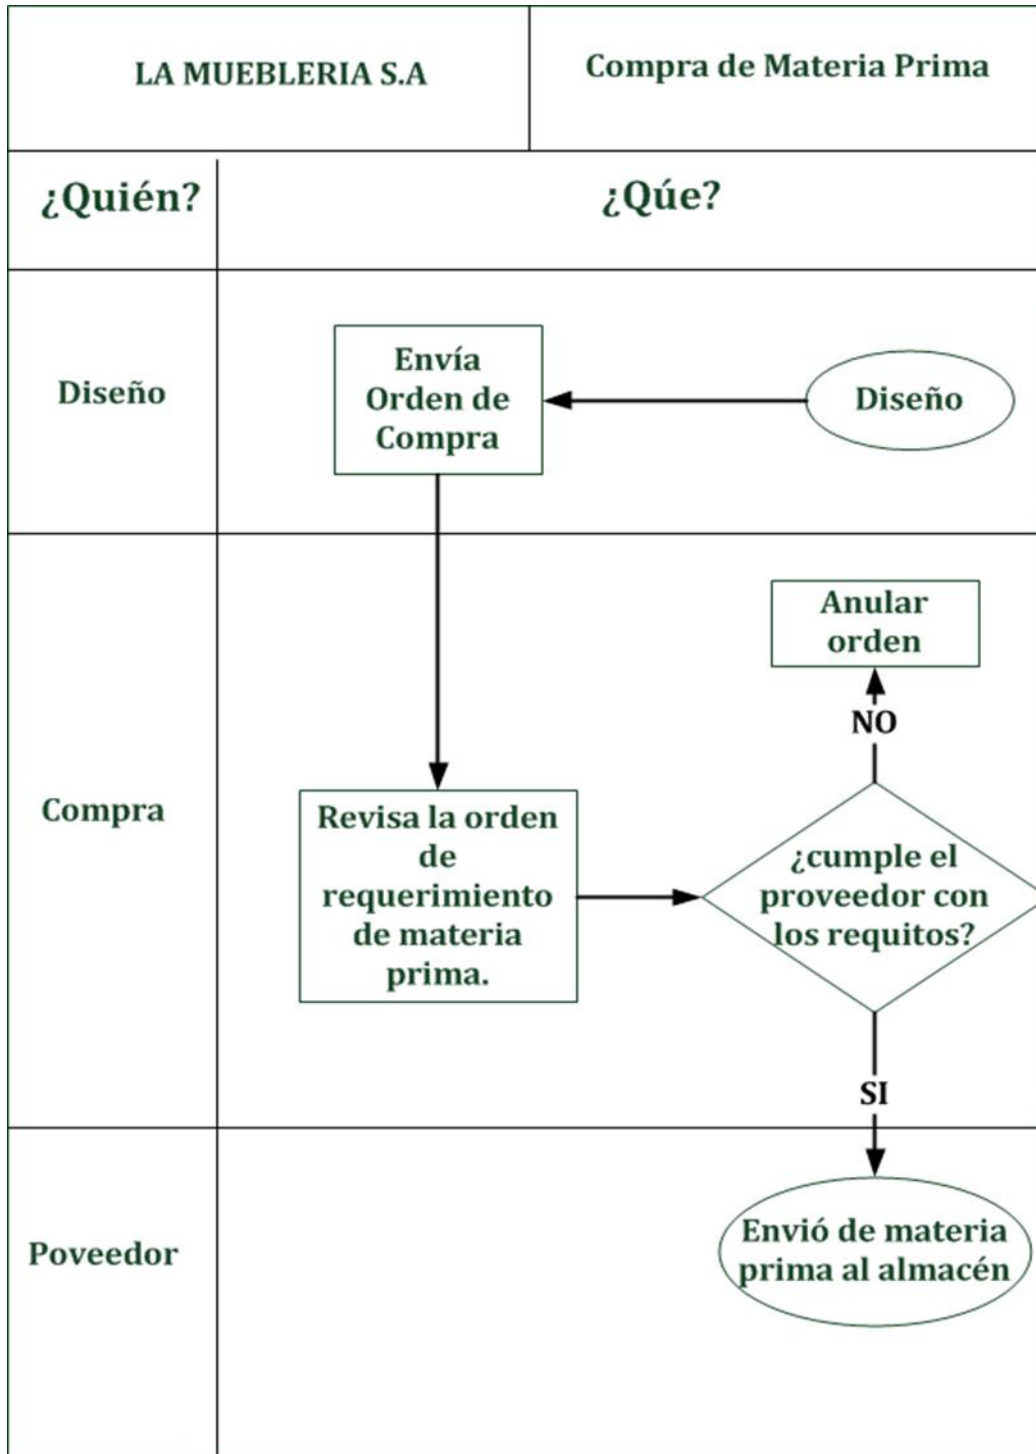 LA MUEBLERIA S.A
Compra de Materia Prima
¿Quién?
¿Qúe?
Diseño
Envía
Orden de
Compra
Diseño
Compra
Anular
orden
NO
Revisa la orden
de
requerimiento
de materia
prima.
¿cumple el
proveedor con
los requitos?
SI
Poveedor
Envió de materia
prima al almacén